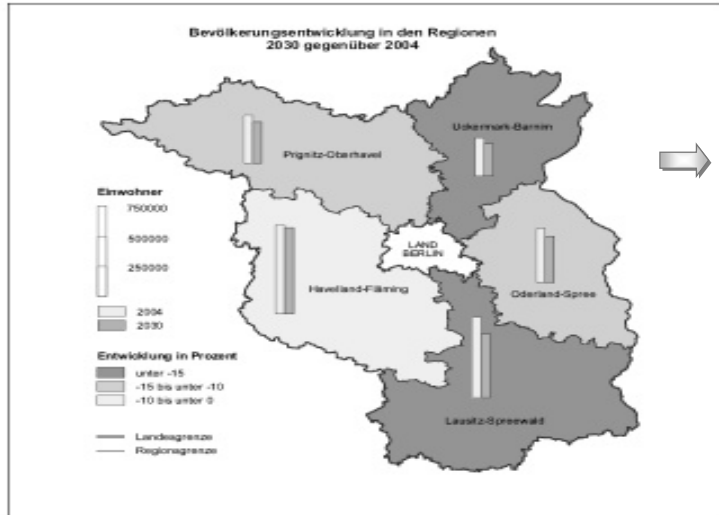 Bevölkerungsentwicklung in den Regionen
2030 gegenüber 2004
Uckermark-Barnim
Prignitz-Oberhavel
Einwohner
750000
500000
250000
LAND
BERLIN
Havelland-Fläming
Oderland-Spree
2004
2030
Entwicklung in Prozent
unter -15
-15 bis unter -10
-10 bis unter 0
Lausitz-Spreewald
Landesgrenze
Regionsgrenze